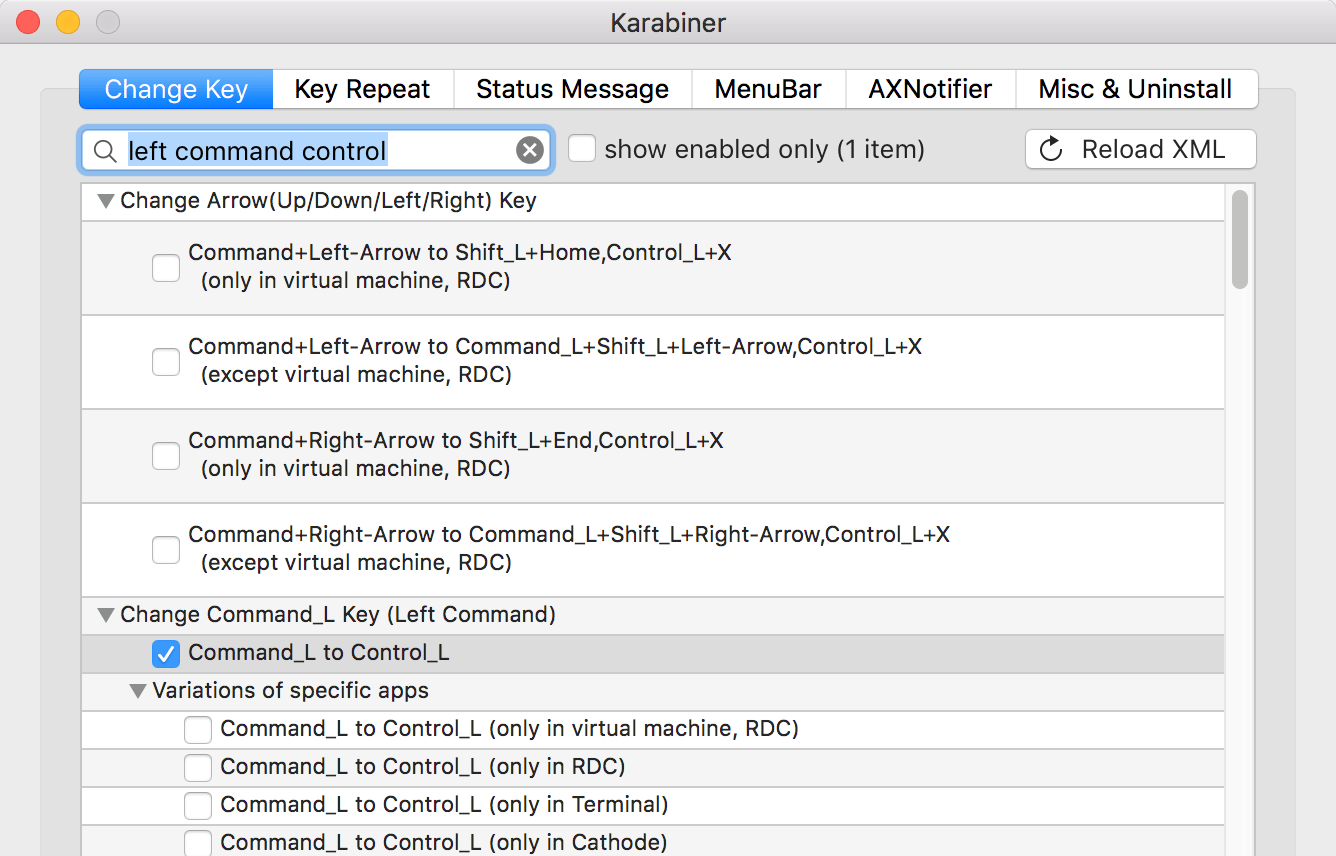 Karabiner
Change Key
Key Repeat
Status Message
MenuBar
AXNotifier
Misc & Uninstall
left command control
show enabled only (1 item)
Reload XML
Change Arrow(Up/Down/Left/Right) Key
Command+Left-Arrow to Shift_L+Home,Control_L+X
(only in virtual machine, RDC)
Command+Left-Arrow to Command_L+Shift_L+Left-Arrow,Control_L+X
(except virtual machine, RDC)
Command+Right-Arrow to Shift_L+End,Control_L+X
(only in virtual machine, RDC)
Command+Right-Arrow to Command_L+Shift_L+Right-Arrow,Control_L+X
(except virtual machine, RDC)
Change Command_L Key (Left Command)
Command_L to Control_L
Variations of specific apps
Command_L to Control_L (only in virtual machine, RDC)
Command_L to Control_L (only in RDC)
Command_L to Control_L (only in Terminal)
Command_L to Control_L (only in Cathode)